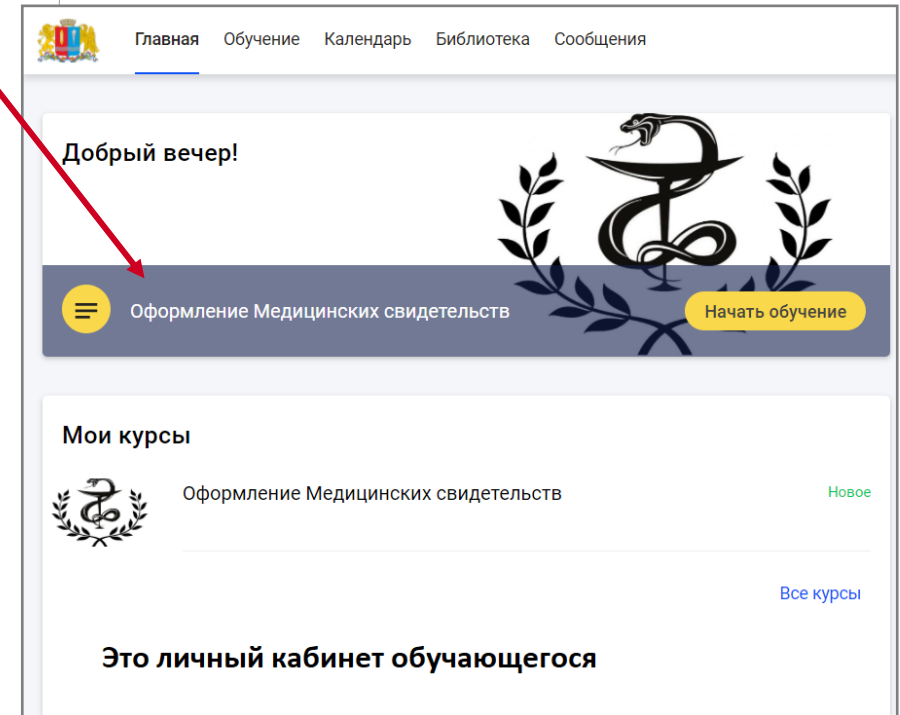 Главная Обучение Календарь Библиотека Сообщения
Добрый вечер!
Оформление Медицинских свидетельств Начать обучение
Мои курсы
Оформление Медицинских свидетельств Новое
Все курсы
Это личный кабинет обучающегося